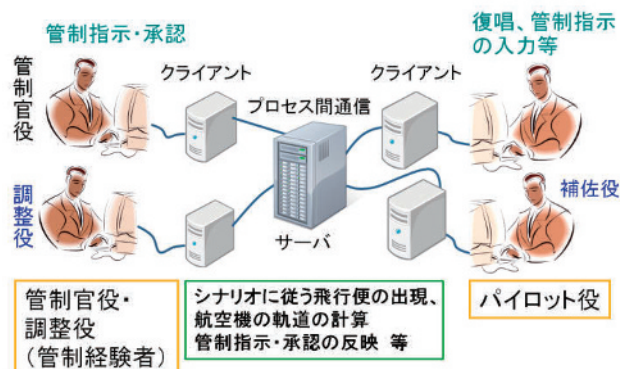 管制指示・承認
復唱、管制指示
の入力等
管制官役
クライアント
クライアント
プロセス間通信
調整役
補佐役
サーバ
管制官役・
調整役
(管制経験者)
シナリオに従う飛行便の出現、
航空機の軌道の計算
管制指示・承認の反映 等
パイロット役